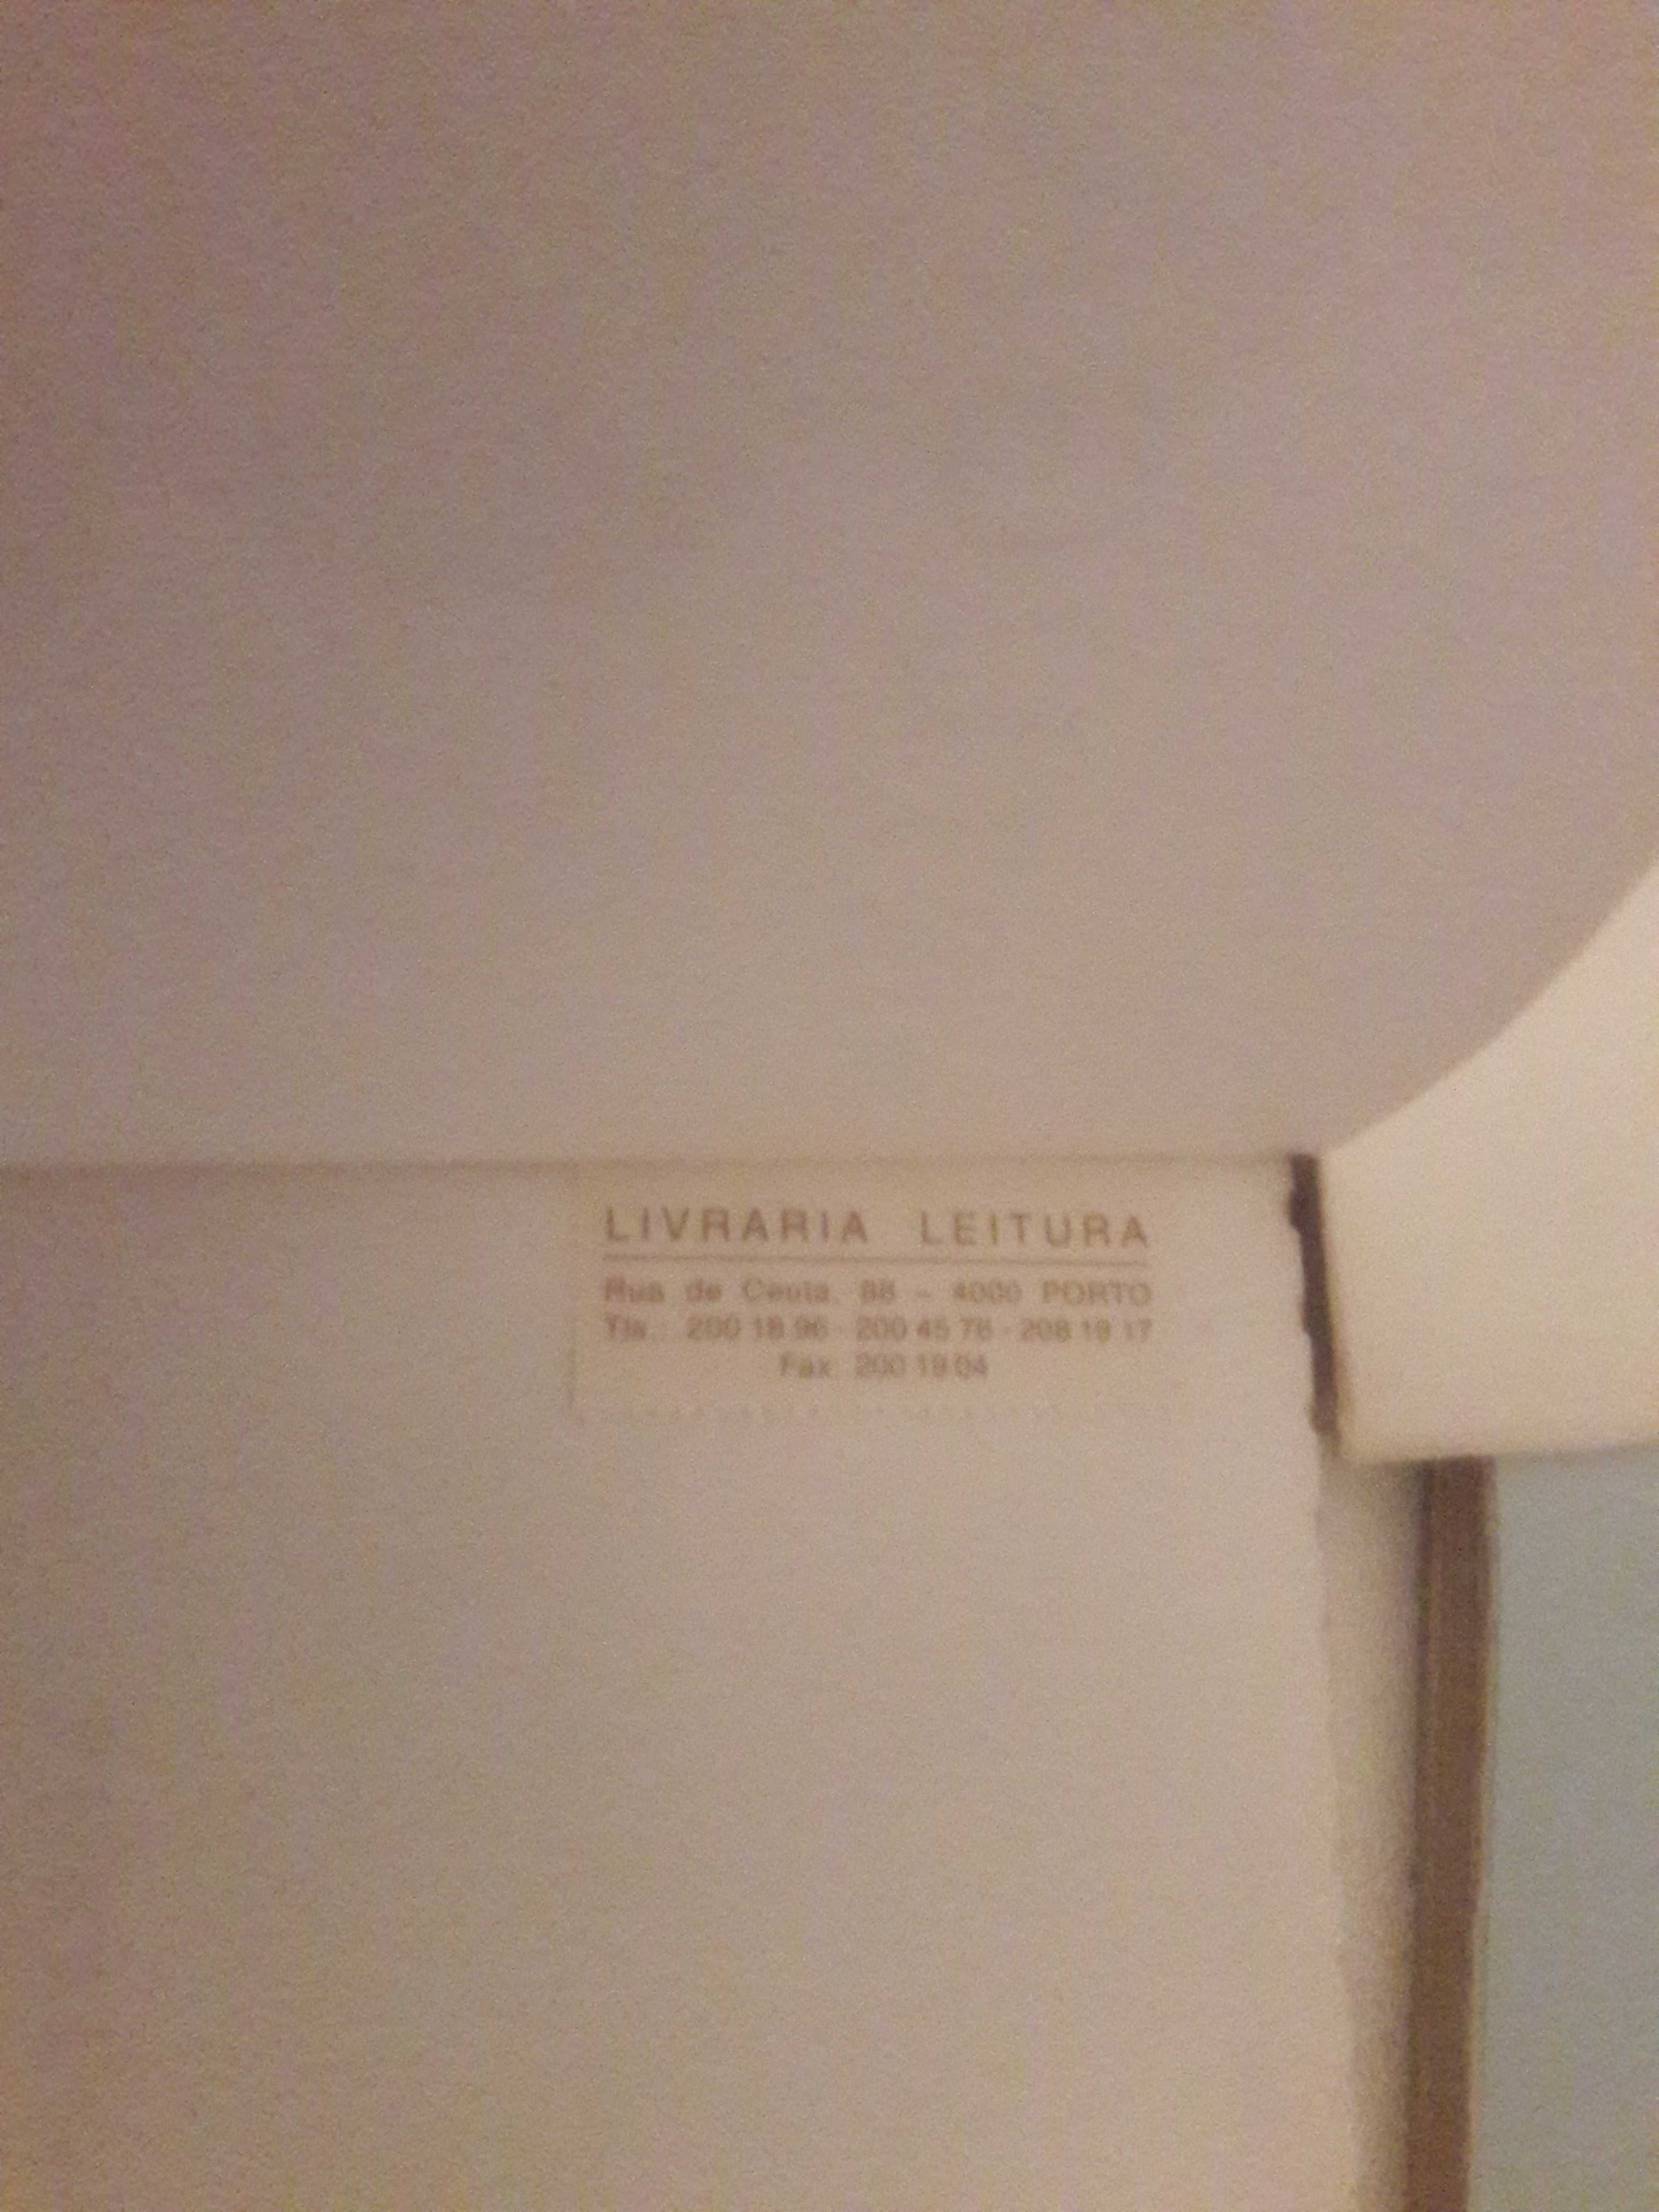 LIVRARIA LEITURA
Rua de Ceuta, 88 – 4000 PORTO
Tls.: 200 18 96 - 200 45 76 - 208 19 17
Fax: 200 19 04